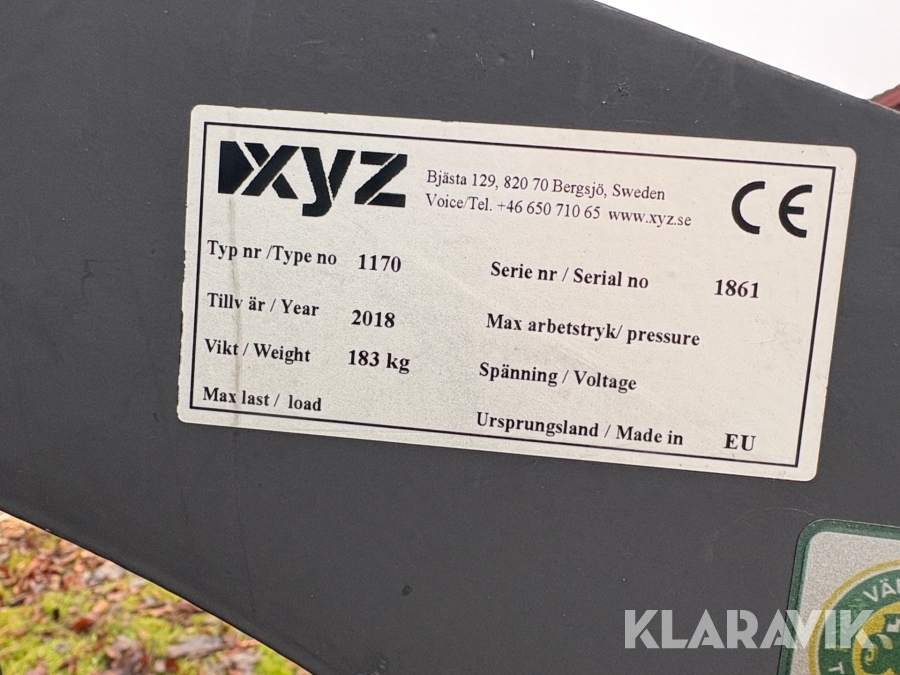 xyz
Bjästa 129, 820 70 Bergsjö, Sweden
Voice/Tel. +46 650 710 65 www.xyz.se
CE
Typ nr /Type no 1170
Serie nr / Serial no 1861
Tillv är / Year 2018
Max arbetstryk/ pressure
Vikt / Weight 183 kg
Spänning / Voltage
Max last / load
Ursprungsland / Made in EU
KLARAVIK